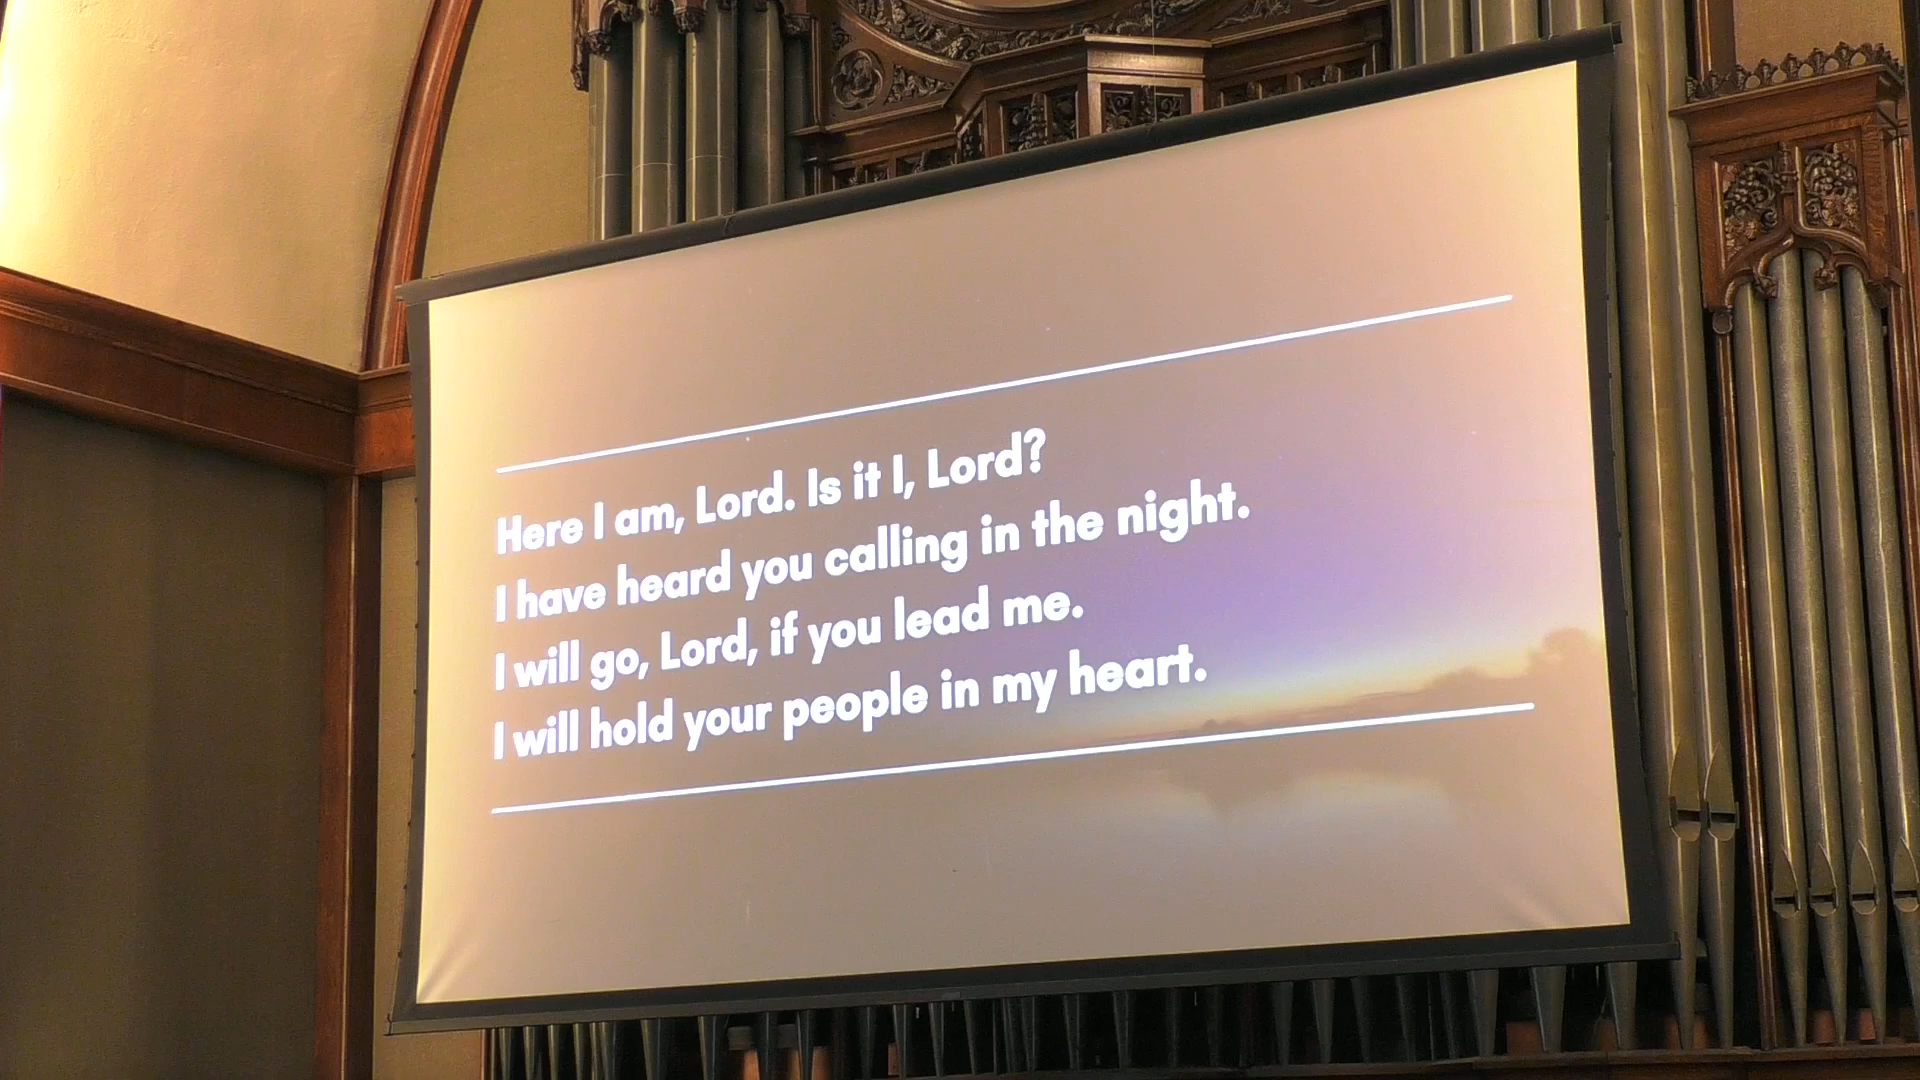 Here I am, Lord. Is it I, Lord?
I have heard you calling in the night.
I will go, Lord, if you lead me.
I will hold your people in my heart.